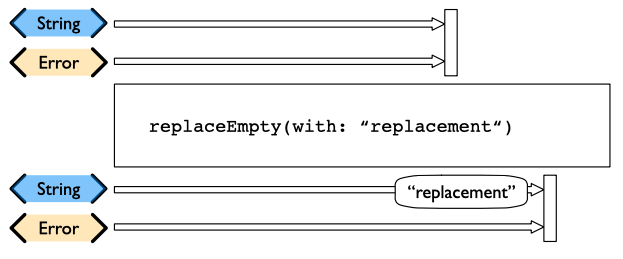 String
Error
replaceEmpty(with: “replacement“)
String
“replacement”
Error